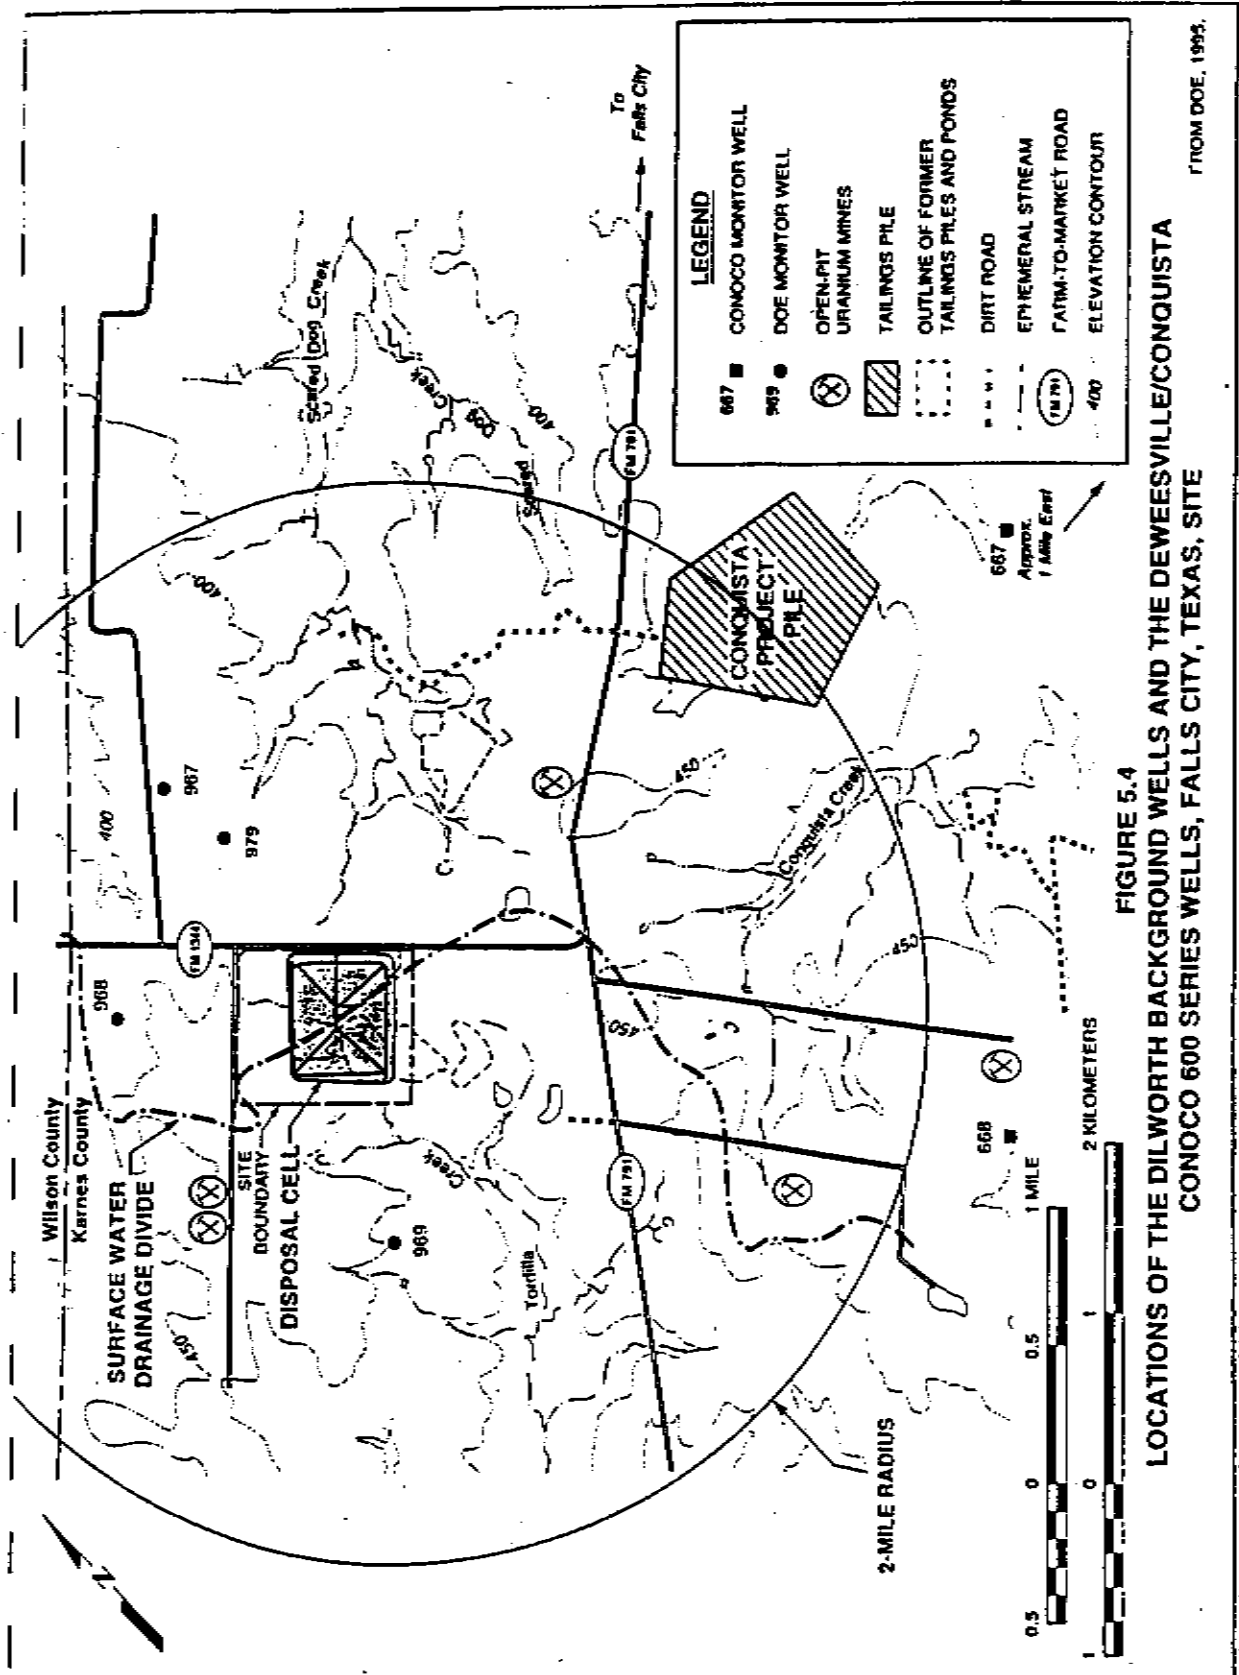 Wilson County
Karnes County
SURFACE WATER
DRAINAGE DIVIDE
450
968
FM 1344
400
967
979
400
SITE
BOUNDARY
DISPOSAL CELL
969
Creek
Tordilla
Scared Dog Creek
Creek
Dog
Scared
400
To
Falls City
FM 791
FM 791
450
450
450
Conquista Creek
CONQUISTA
PROJECT
PILE
667
Approx.
1 Mile East
668
2-MILE RADIUS
N
LEGEND
667 CONOCO MONITOR WELL
969 DOE MONITOR WELL
OPEN-PIT
URANIUM MINES
TAILINGS PILE
OUTLINE OF FORMER
TAILINGS PILES AND PONDS
DIRT ROAD
EPHEMERAL STREAM
FM 791 FARM-TO-MARKET ROAD
400 ELEVATION CONTOUR
0.5 0 0.5 1 MILE
1 0 1 2 KILOMETERS
FROM DOE, 1995.
FIGURE 5.4
LOCATIONS OF THE DILWORTH BACKGROUND WELLS AND THE DEWEESVILLE/CONQUISTA
CONOCO 600 SERIES WELLS, FALLS CITY, TEXAS, SITE